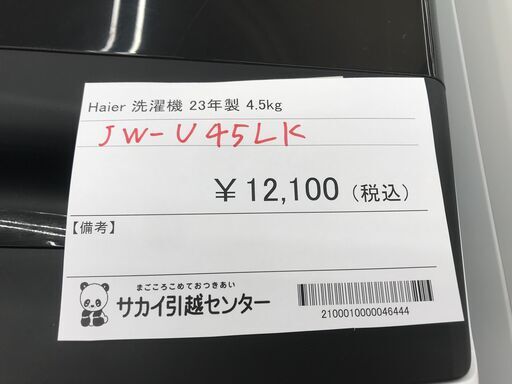 Haier 洗濯機 23年製 4.5kg
JW-U45LK
￥12,100（税込）
【備考】
まごころこめておつきあい
サカイ引越センター
2100010000046444